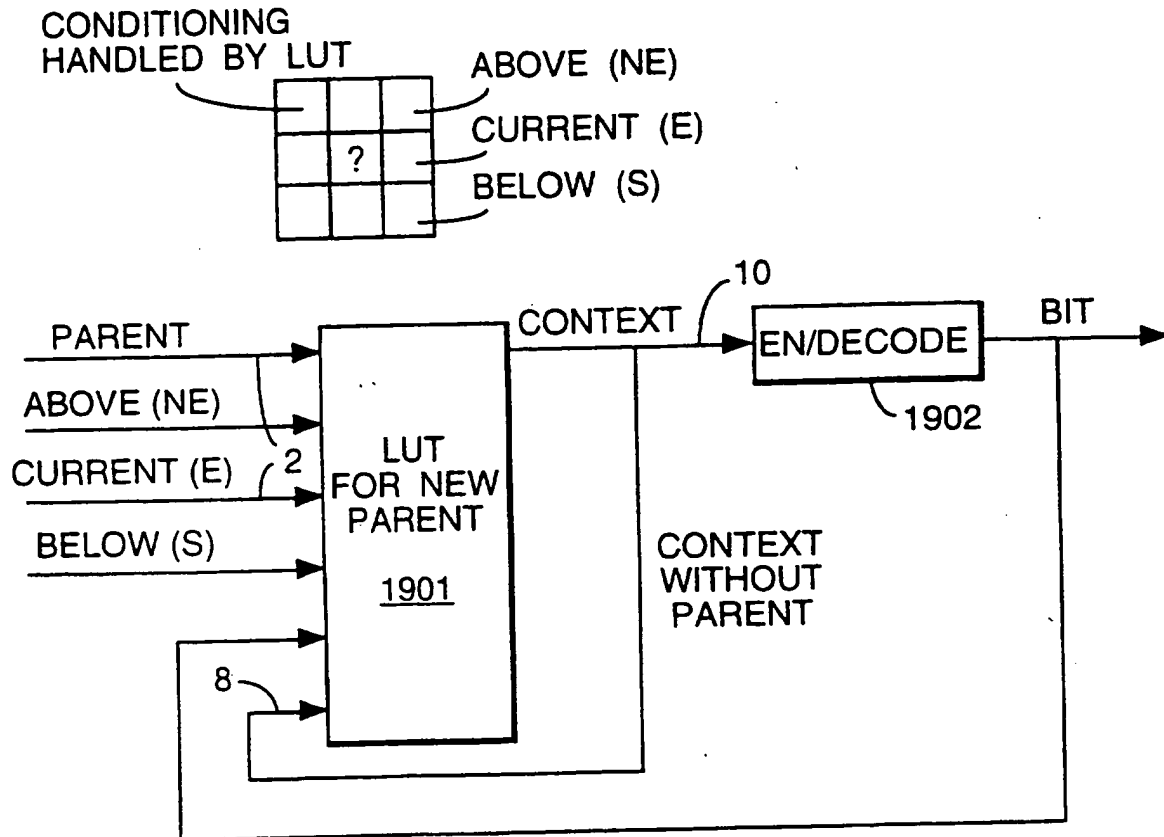 CONDITIONING
HANDLED BY LUT
ABOVE (NE)
CURRENT (E)
?
BELOW (S)
10
PARENT
CONTEXT
BIT
EN/DECODE
ABOVE (NE)
1902
CURRENT (E)
2
LUT
FOR NEW
PARENT
BELOW (S)
1901
CONTEXT
WITHOUT
PARENT
8